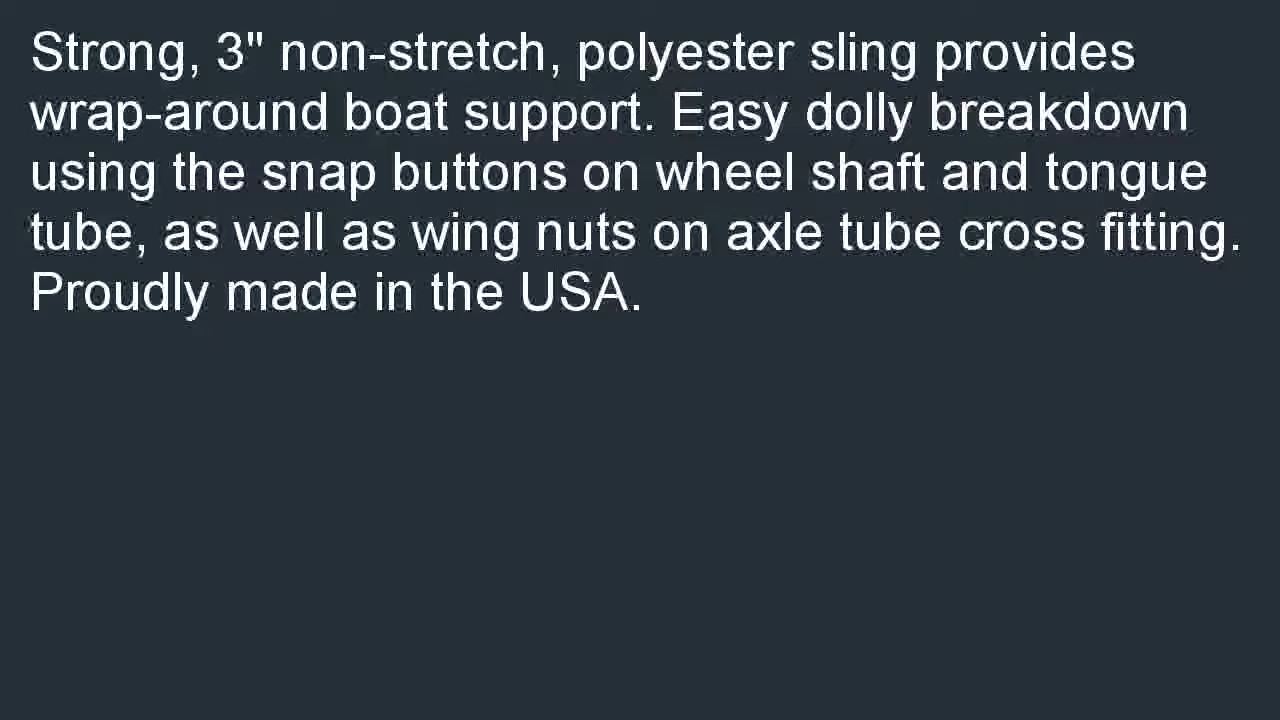 Strong, 3" non-stretch, polyester sling provides
wrap-around boat support. Easy dolly breakdown
using the snap buttons on wheel shaft and tongue
tube, as well as wing nuts on axle tube cross fitting.
Proudly made in the USA.